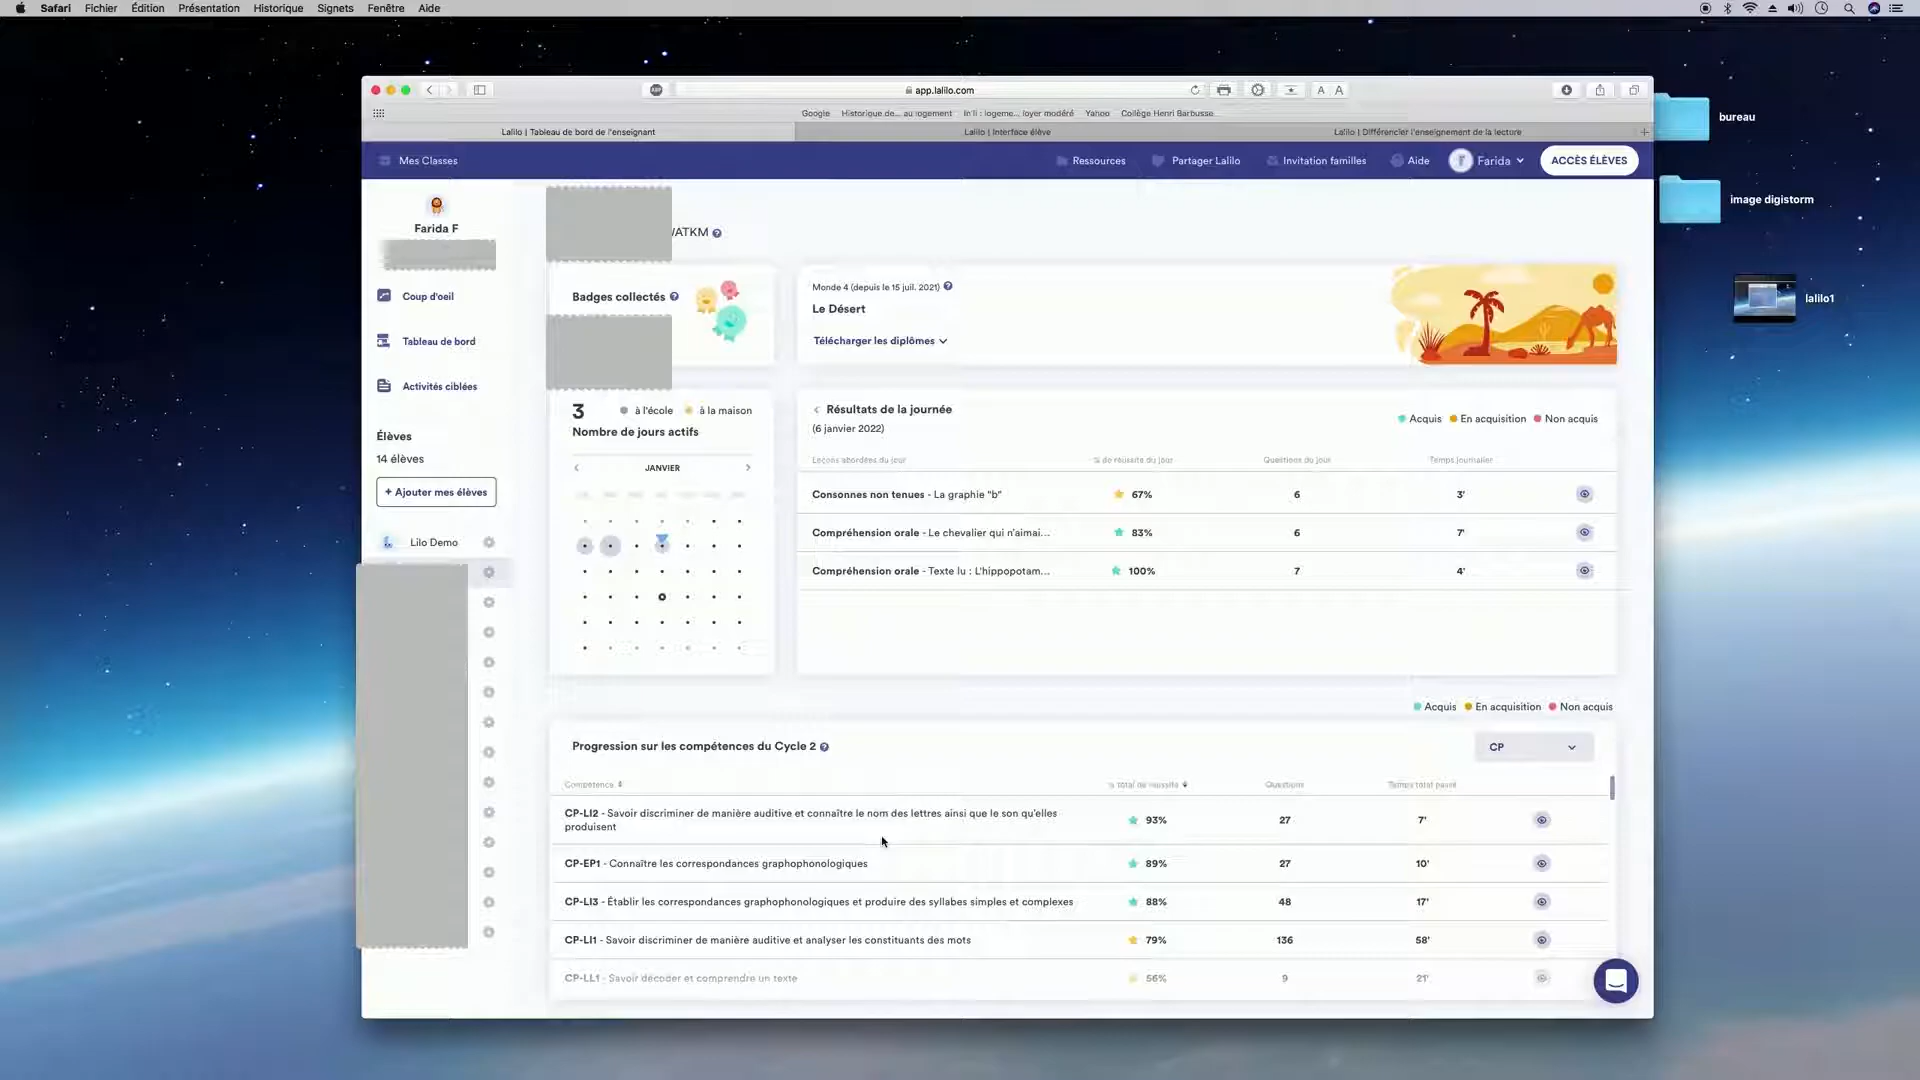 Safari Fichier Édition Présentation Historique Signets Fenêtre Aide
app.lalilo.com
A A
Google Historique de... au logement In'li : logeme... loyer modéré Yahoo Collège Henri Barbusse...
Lalilo | Tableau de bord de l'enseignant
Lalilo | Interface élève
Lalilo | Différencier l'enseignement de la lecture
Mes Classes
Ressources
Partager Lalilo
Invitation familles
Aide
Farida
ACCÈS ÉLÈVES
bureau
image digistorm
lalilo1
Farida F
Coup d'oeil
Tableau de bord
Activités ciblées
Élèves
14 élèves
+ Ajouter mes élèves
Lilo Demo
/ATKM ?
Badges collectés ?
Monde 4 (depuis le 15 juil. 2021) ?
Le Désert
Télécharger les diplômes
3 à l'école à la maison
Nombre de jours actifs
JANVIER
Résultats de la journée
(6 janvier 2022)
Acquis En acquisition Non acquis
Leçons abordées du jour % de réussite du jour Questions du jour Temps journalier
Consonnes non tenues - La graphie "b" 67% 6 3'
Compréhension orale - Le chevalier qui n'aimai... 83% 6 7'
Compréhension orale - Texte lu : L'hippopotam... 100% 7 4'
Acquis En acquisition Non acquis
Progression sur les compétences du Cycle 2 ?
CP
Compétence % total de réussite Questions Temps total passé
CP-LI2 - Savoir discriminer de manière auditive et connaître le nom des lettres ainsi que le son qu'elles
produisent
93% 27 7'
CP-EP1 - Connaître les correspondances graphophonologiques 89% 27 10'
CP-LI3 - Établir les correspondances graphophonologiques et produire des syllabes simples et complexes 88% 48 17'
CP-LI1 - Savoir discriminer de manière auditive et analyser les constituants des mots 79% 136 58'
CP-LL1 - Savoir décoder et comprendre un texte 56% 9 21'